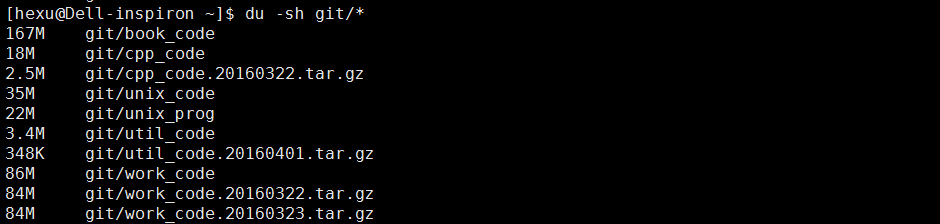 [hexu@Dell-inspiron ~]$ du -sh git/*
167M    git/book_code
18M     git/cpp_code
2.5M    git/cpp_code.20160322.tar.gz
35M     git/unix_code
22M     git/unix_prog
3.4M    git/util_code
348K    git/util_code.20160401.tar.gz
86M     git/work_code
84M     git/work_code.20160322.tar.gz
84M     git/work_code.20160323.tar.gz